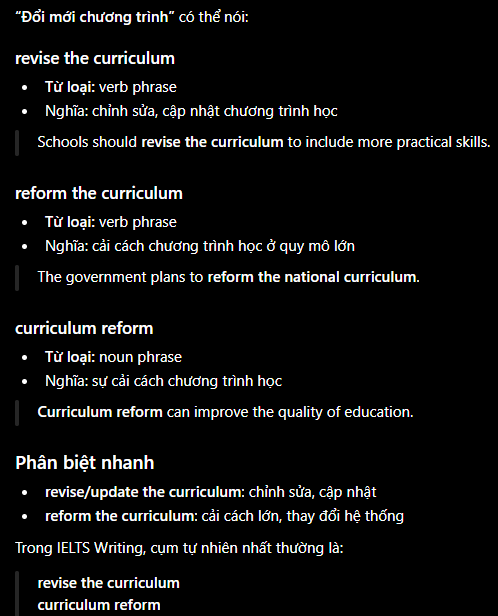 “Đổi mới chương trình” có thể nói:
revise the curriculum
• Từ loại: verb phrase
• Nghĩa: chỉnh sửa, cập nhật chương trình học
Schools should revise the curriculum to include more practical skills.
reform the curriculum
• Từ loại: verb phrase
• Nghĩa: cải cách chương trình học ở quy mô lớn
The government plans to reform the national curriculum.
curriculum reform
• Từ loại: noun phrase
• Nghĩa: sự cải cách chương trình học
Curriculum reform can improve the quality of education.
Phân biệt nhanh
• revise/update the curriculum: chỉnh sửa, cập nhật
• reform the curriculum: cải cách lớn, thay đổi hệ thống
Trong IELTS Writing, cụm tự nhiên nhất thường là:
revise the curriculum
curriculum reform